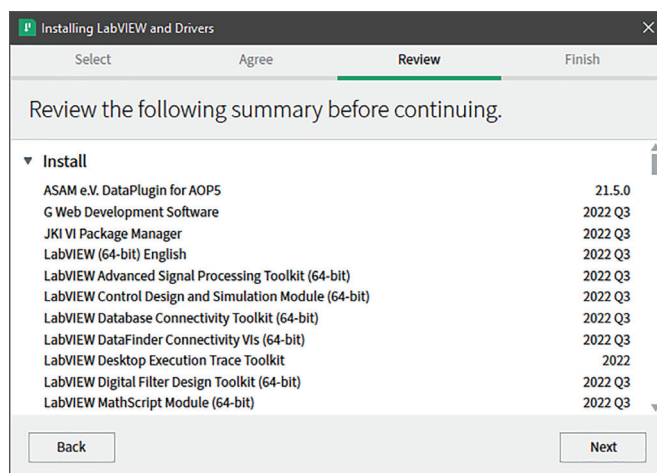 Installing LabVIEW and Drivers
Select Agree Review Finish
Review the following summary before continuing.
Install
ASAM e.V. DataPlugin for AOP5 21.5.0
G Web Development Software 2022 Q3
JKI VI Package Manager 2022 Q3
LabVIEW (64-bit) English 2022 Q3
LabVIEW Advanced Signal Processing Toolkit (64-bit) 2022 Q3
LabVIEW Control Design and Simulation Module (64-bit) 2022 Q3
LabVIEW Database Connectivity Toolkit (64-bit) 2022 Q3
LabVIEW DataFinder Connectivity VIs (64-bit) 2022 Q3
LabVIEW Desktop Execution Trace Toolkit 2022
LabVIEW Digital Filter Design Toolkit (64-bit) 2022 Q3
LabVIEW MathScript Module (64-bit) 2022 Q3
Back Next